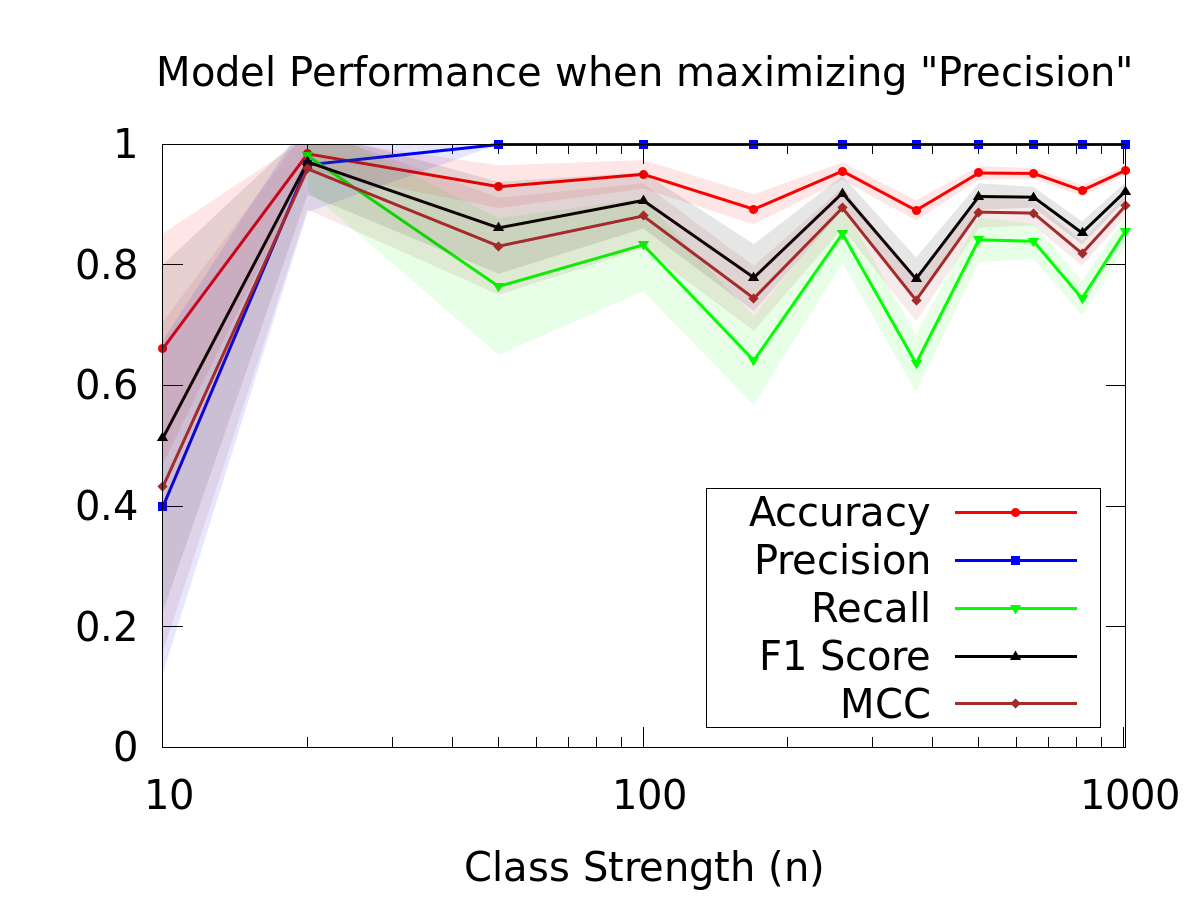 Model Performance when maximizing "Precision"
1
0.8
0.6
0.4
0.2
0
Accuracy
Precision
Recall
F1 Score
MCC
10 100 1000
Class Strength (n)